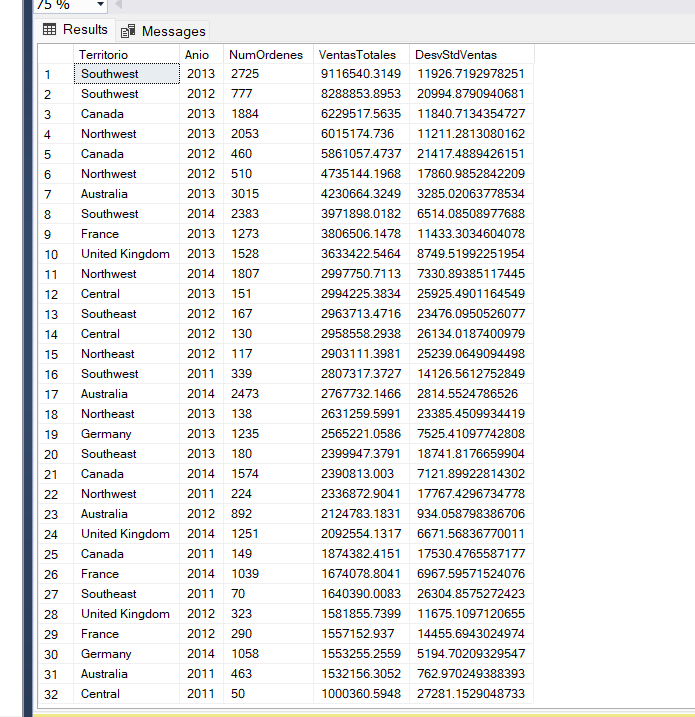 75 %
Results Messages
Territorio Anio NumOrdenes VentasTotales DesvStdVentas
1 Southwest 2013 2725 9116540.3149 11926.7192978251
2 Southwest 2012 777 8288853.8953 20994.8790940681
3 Canada 2013 1884 6229517.5635 11840.7134354727
4 Northwest 2013 2053 6015174.736 11211.2813080162
5 Canada 2012 460 5861057.4737 21417.4889426151
6 Northwest 2012 510 4735144.1968 17860.9852842209
7 Australia 2013 3015 4230664.3249 3285.02063778534
8 Southwest 2014 2383 3971898.0182 6514.08508977688
9 France 2013 1273 3806506.1478 11433.3034604078
10 United Kingdom 2013 1528 3633422.5464 8749.51992251954
11 Northwest 2014 1807 2997750.7113 7330.89385117445
12 Central 2013 151 2994225.3834 25925.4901164549
13 Southeast 2012 167 2963713.4716 23476.0950526077
14 Central 2012 130 2958558.2938 26134.0187400979
15 Northeast 2012 117 2903111.3981 25239.0649094498
16 Southwest 2011 339 2807317.3727 14126.5612752849
17 Australia 2014 2473 2767732.1466 2814.5524786526
18 Northeast 2013 138 2631259.5991 23385.4509934419
19 Germany 2013 1235 2565221.0586 7525.41097742808
20 Southeast 2013 180 2399947.3791 18741.8176659904
21 Canada 2014 1574 2390813.003 7121.89922814302
22 Northwest 2011 224 2336872.9041 17767.4296734778
23 Australia 2012 892 2124783.1831 934.058798386706
24 United Kingdom 2014 1251 2092554.1317 6671.56836770011
25 Canada 2011 149 1874382.4151 17530.4765587177
26 France 2014 1039 1674078.8041 6967.59571524076
27 Southeast 2011 70 1640390.0083 26304.8575272423
28 United Kingdom 2012 323 1581855.7399 11675.1097120655
29 France 2012 290 1557152.937 14455.6943024974
30 Germany 2014 1058 1553255.2559 5194.70209329547
31 Australia 2011 463 1532156.3052 762.970249388393
32 Central 2011 50 1000360.5948 27281.1529048733